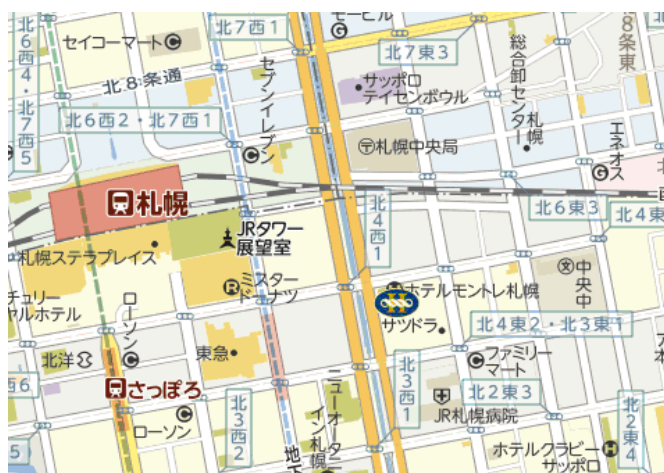 北6西4・北7西5
セイコーマート
北7西1
モービル
北7東3
8条東
北8条通
北6西2・北7西1
セブンイレブン
サッポロ
テイセンボウル
総合卸センター
札幌
札幌中央局
エネオス
札幌
北4西1
北6東3
北4東
JRタワー
展望室
札幌ステラプレイス
ミスター
ドーナツ
ホテルモントレ札幌
中央中
チュリー
ヤルホテル
ローソン
サツドラ
北4東2・北3東1
北洋
東急
ファミリー
マート
西6
さっぽろ
北3西2
ニューオータニ
イン札幌
北3西1
北2東3
JR札幌病院
北2東4
ローソン
5
地下
ホテルクラビー
サッポロ